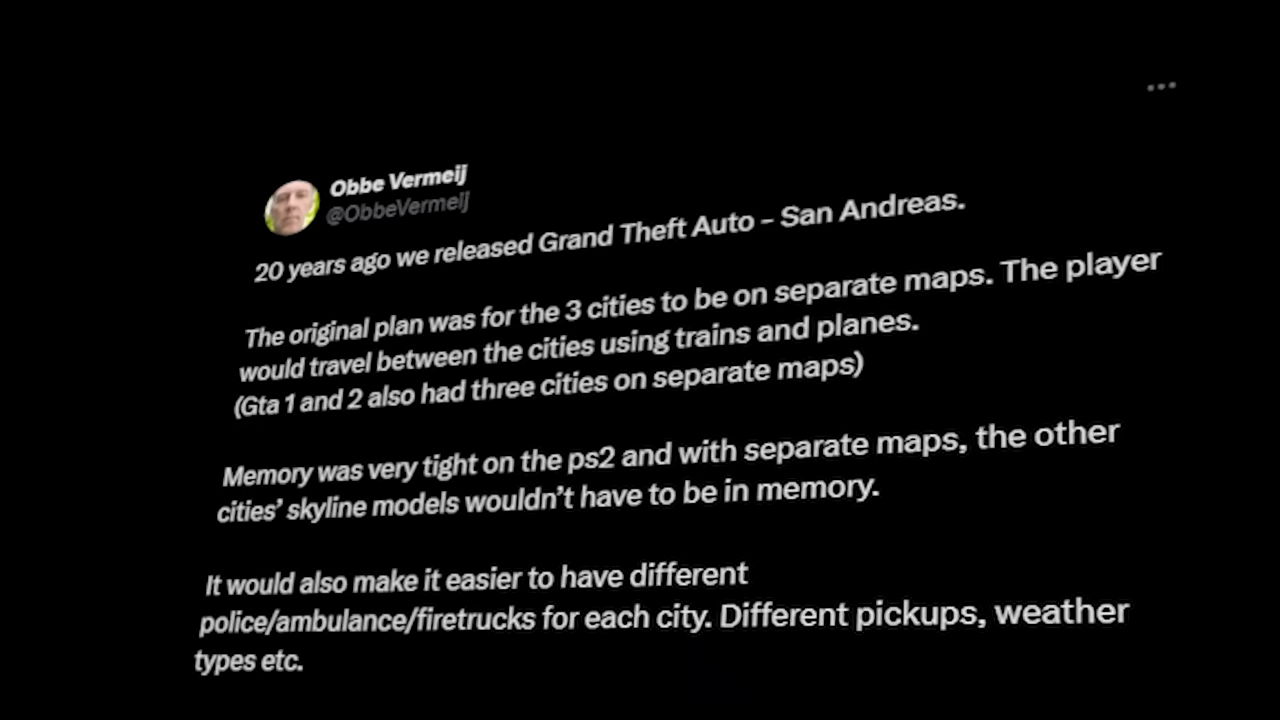 Obbe Vermeij
@ObbeVermeij
20 years ago we released Grand Theft Auto – San Andreas.
The original plan was for the 3 cities to be on separate maps. The player
would travel between the cities using trains and planes.
(Gta 1 and 2 also had three cities on separate maps)
Memory was very tight on the ps2 and with separate maps, the other
cities’ skyline models wouldn’t have to be in memory.
It would also make it easier to have different
police/ambulance/firetrucks for each city. Different pickups, weather
types etc.